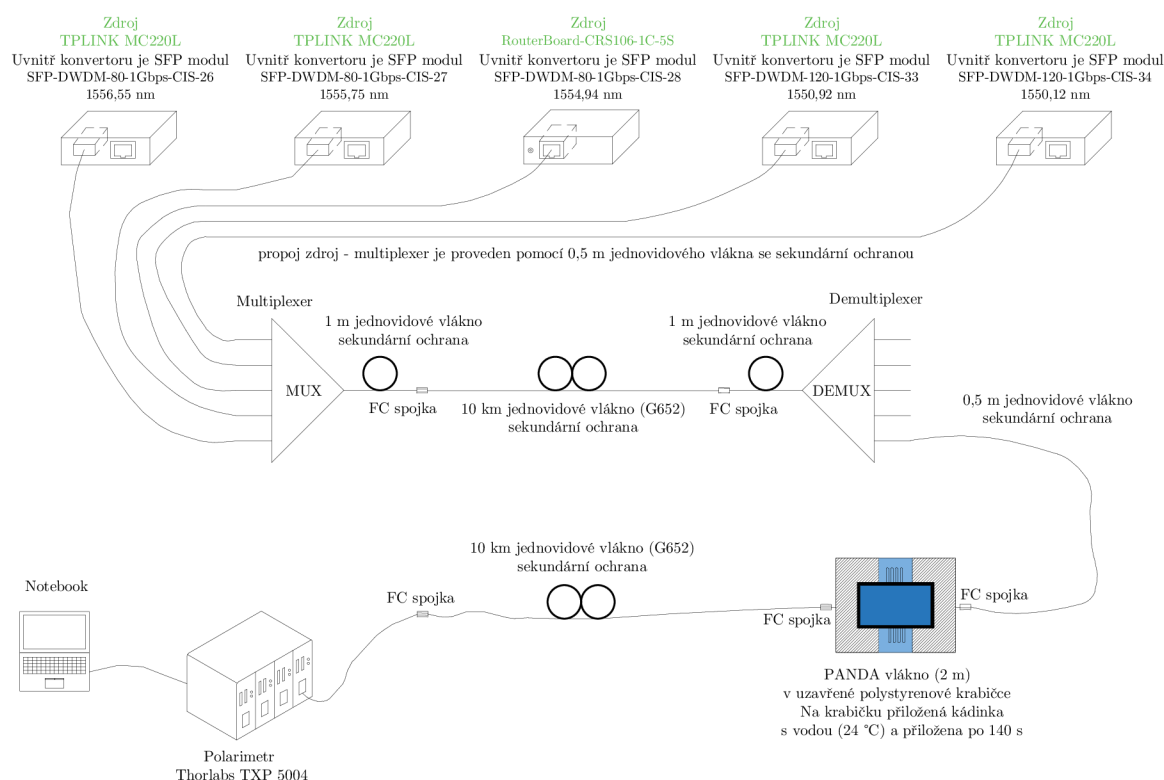 Zdroj
TPLINK MC220L
Uvnitř konvertoru je SFP modul
SFP-DWDM-80-1Gbps-CIS-26
1556,55 nm
Zdroj
TPLINK MC220L
Uvnitř konvertoru je SFP modul
SFP-DWDM-80-1Gbps-CIS-27
1555,75 nm
Zdroj
RouterBoard-CRS106-1C-5S
Uvnitř konvertoru je SFP modul
SFP-DWDM-80-1Gbps-CIS-28
1554,94 nm
Zdroj
TPLINK MC220L
Uvnitř konvertoru je SFP modul
SFP-DWDM-120-1Gbps-CIS-33
1550,92 nm
Zdroj
TPLINK MC220L
Uvnitř konvertoru je SFP modul
SFP-DWDM-120-1Gbps-CIS-34
1550,12 nm
propoj zdroj - multiplexer je proveden pomocí 0,5 m jednovidového vlákna se sekundární ochranou
Multiplexer
1 m jednovidové vlákno
sekundární ochrana
MUX
FC spojka
10 km jednovidové vlákno (G652)
sekundární ochrana
1 m jednovidové vlákno
sekundární ochrana
FC spojka
Demultiplexer
DEMUX
0,5 m jednovidové vlákno
sekundární ochrana
Notebook
FC spojka
10 km jednovidové vlákno (G652)
sekundární ochrana
FC spojka
FC spojka
PANDA vlákno (2 m)
v uzavřené polystyrenové krabičce
Na krabičku přiložená kádinka
s vodou (24 °C) a přiložena po 140 s
Polarimetr
Thorlabs TXP 5004